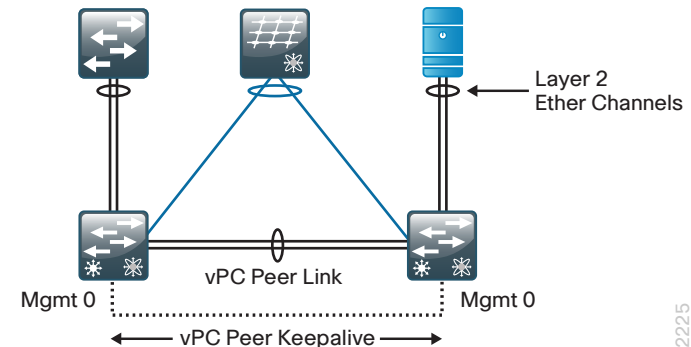 Layer 2
Ether Channels
vPC Peer Link
Mgmt 0
Mgmt 0
vPC Peer Keepalive
2225